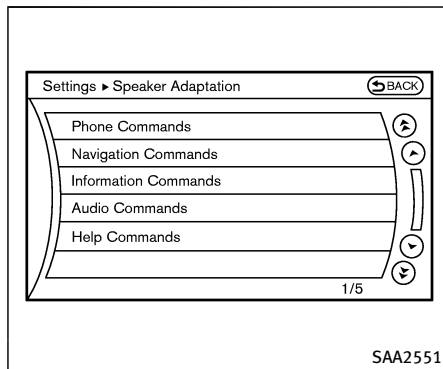 Settings ▸ Speaker Adaptation
BACK
Phone Commands
Navigation Commands
Information Commands
Audio Commands
Help Commands
1/5
SAA2551